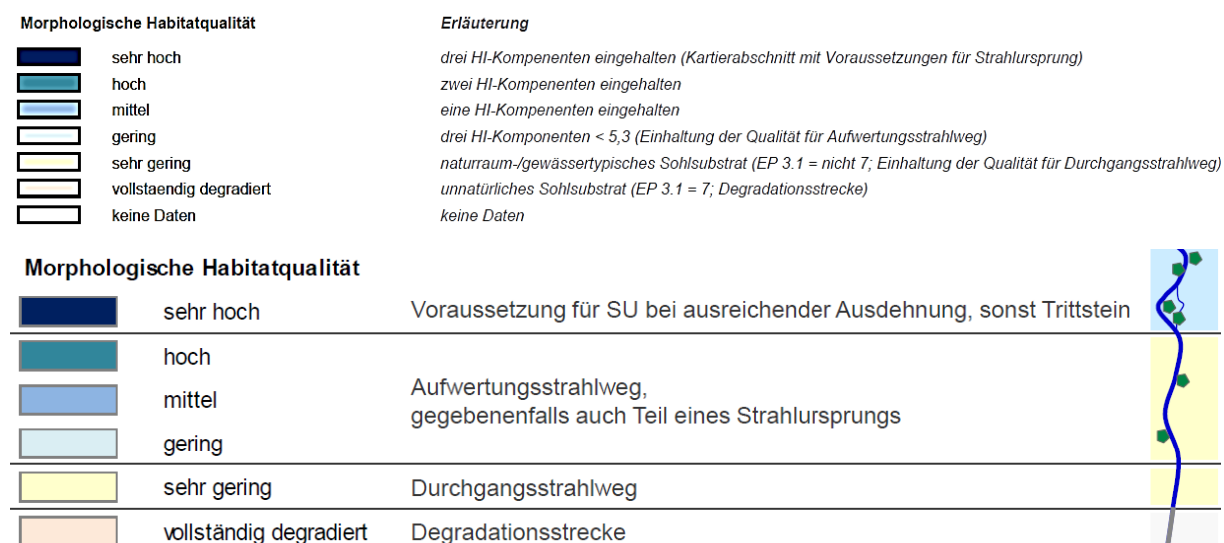 Morphologische Habitatqualität Erläuterung
sehr hoch drei HI-Kompenenten eingehalten (Kartierabschnitt mit Voraussetzungen für Strahlursprung)
hoch zwei HI-Kompenenten eingehalten
mittel eine HI-Kompenenten eingehalten
gering drei HI-Komponenten < 5,3 (Einhaltung der Qualität für Aufwertungsstrahlweg)
sehr gering naturraum-/gewässertypisches Sohlsubstrat (EP 3.1 = nicht 7; Einhaltung der Qualität für Durchgangsstrahlweg)
vollstaendig degradiert unnatürliches Sohlsubstrat (EP 3.1 = 7; Degradationsstrecke)
keine Daten keine Daten
Morphologische Habitatqualität
sehr hoch Voraussetzung für SU bei ausreichender Ausdehnung, sonst Trittstein
hoch
mittel Aufwertungsstrahlweg,
gegebenenfalls auch Teil eines Strahlursprungs
gering
sehr gering Durchgangsstrahlweg
vollständig degradiert Degradationsstrecke